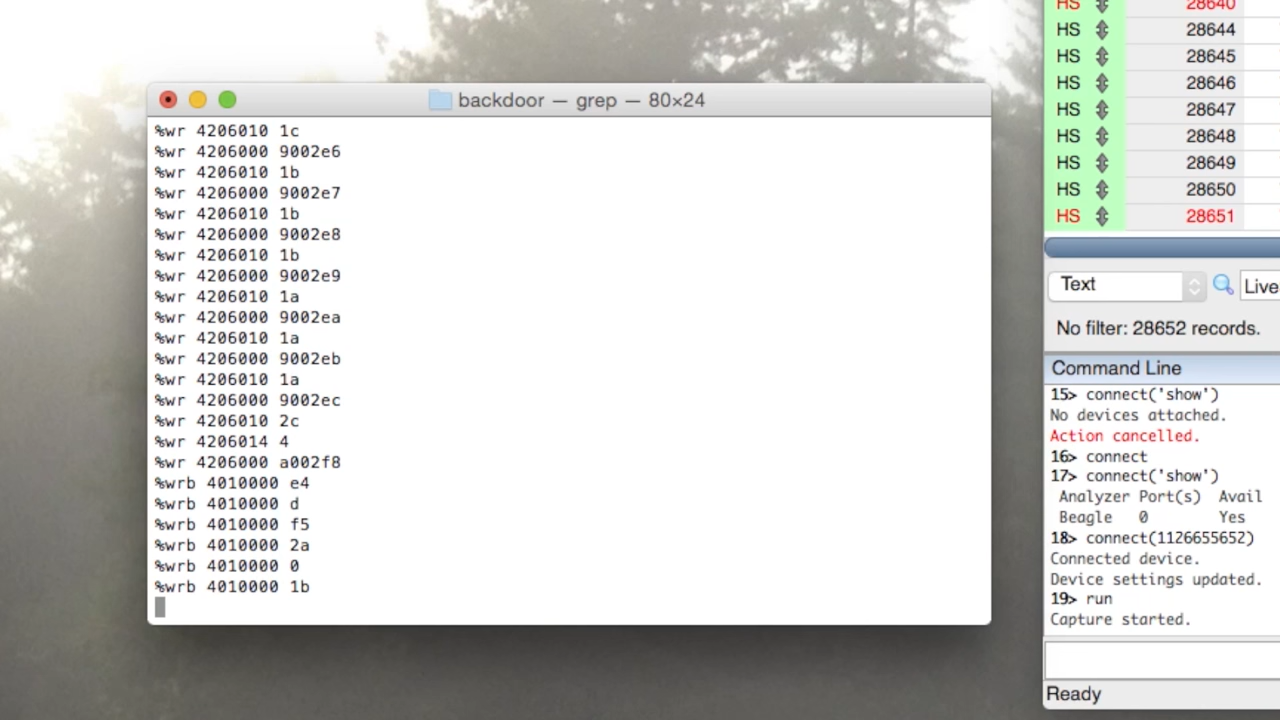 backdoor — grep — 80×24
%wr 4206010 1c
%wr 4206000 9002e6
%wr 4206010 1b
%wr 4206000 9002e7
%wr 4206010 1b
%wr 4206000 9002e8
%wr 4206010 1b
%wr 4206000 9002e9
%wr 4206010 1a
%wr 4206000 9002ea
%wr 4206010 1a
%wr 4206000 9002eb
%wr 4206010 1a
%wr 4206000 9002ec
%wr 4206010 2c
%wr 4206014 4
%wr 4206000 a002f8
%wrb 4010000 e4
%wrb 4010000 d
%wrb 4010000 f5
%wrb 4010000 2a
%wrb 4010000 0
%wrb 4010000 1b
HS 28640
HS 28644
HS 28645
HS 28646
HS 28647
HS 28648
HS 28649
HS 28650
HS 28651
Text Live
No filter: 28652 records.
Command Line
15> connect('show')
No devices attached.
Action cancelled.
16> connect
17> connect('show')
Analyzer Port(s) Avail
Beagle 0 Yes
18> connect(1126655652)
Connected device.
Device settings updated.
19> run
Capture started.
Ready